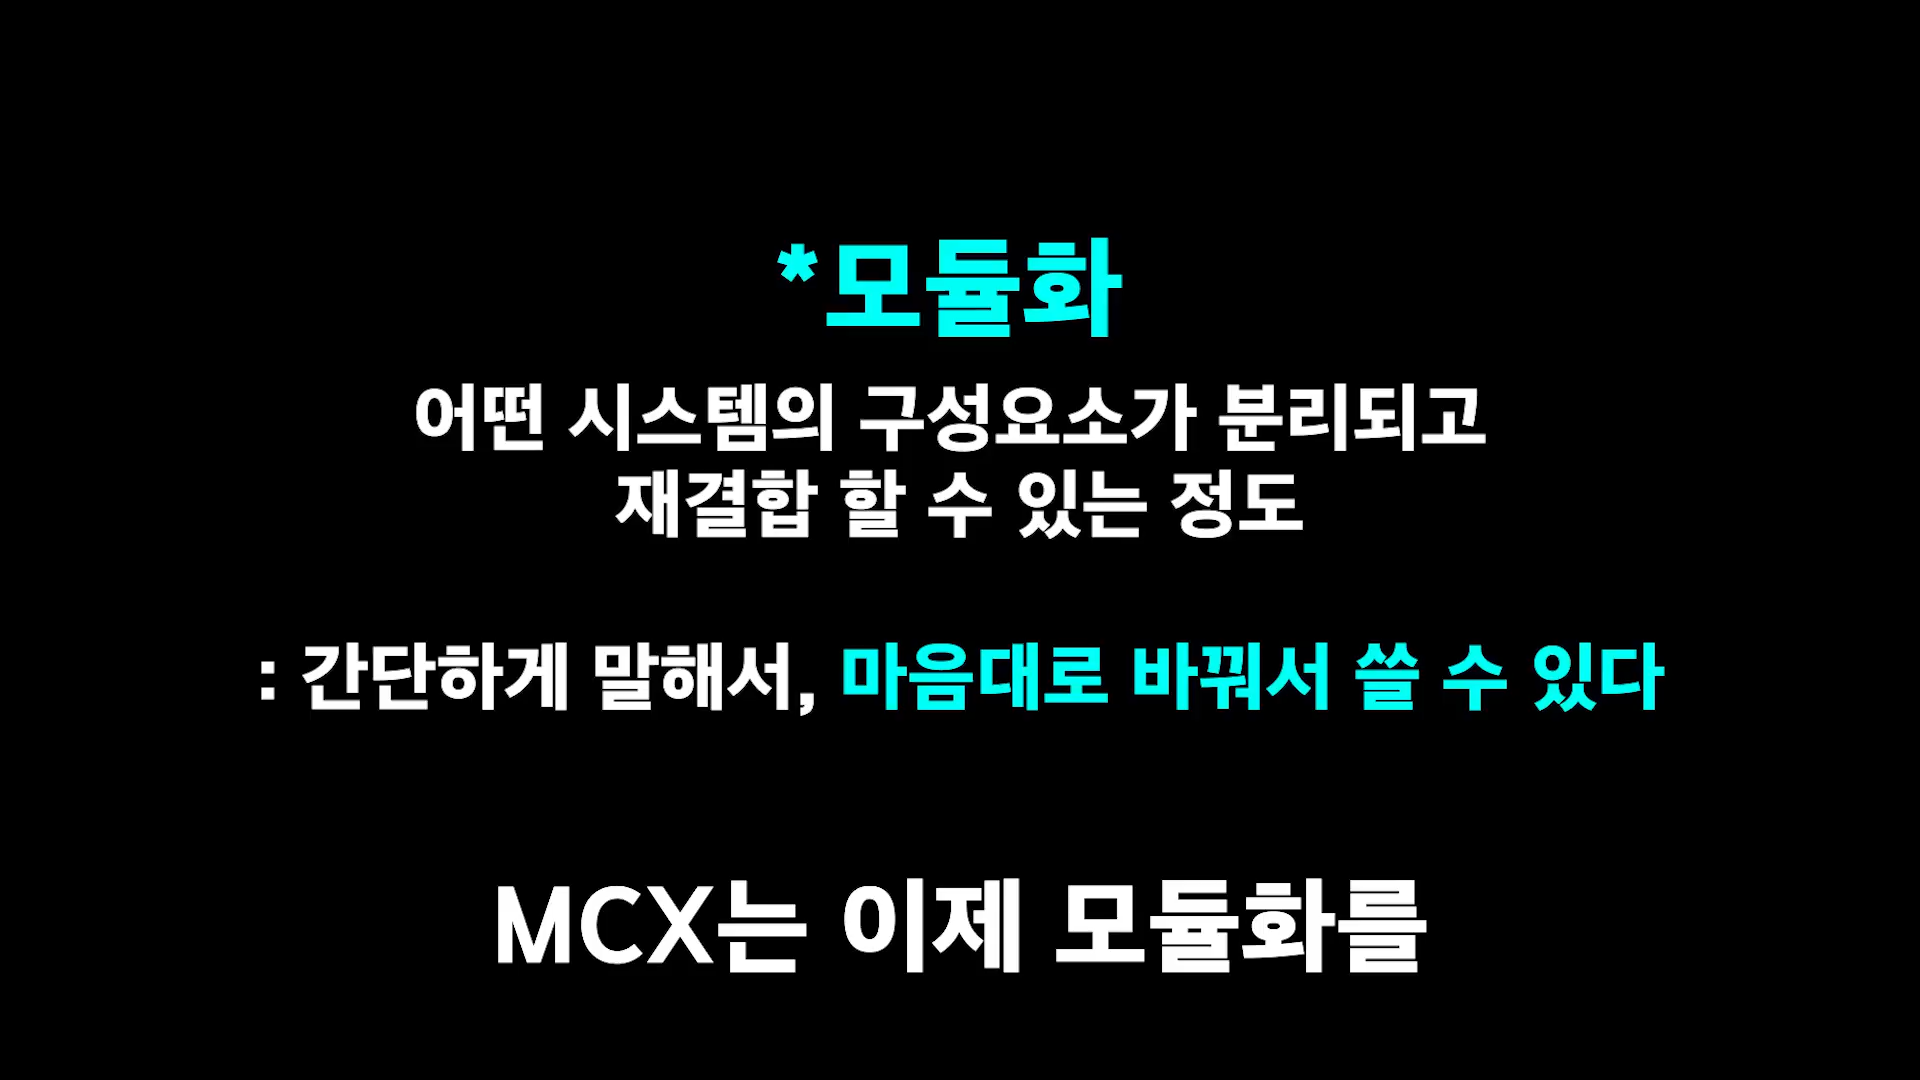 *모듈화
어떤 시스템의 구성요소가 분리되고
재결합 할 수 있는 정도
: 간단하게 말해서, 마음대로 바꿔서 쓸 수 있다
MCX는 이제 모듈화를